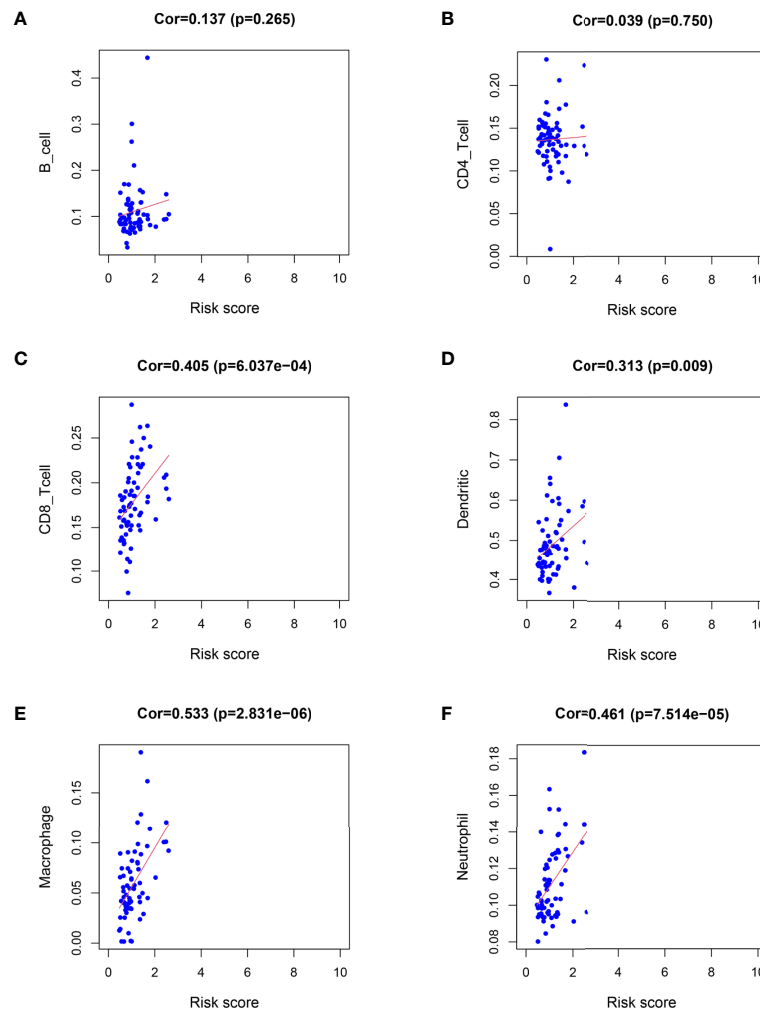 A
Cor=0.137 (p=0.265)
B_cell
0.4
0.3
0.2
0.1
0 2 4 6 8 10
Risk score
B
Cor=0.039 (p=0.750)
CD4_Tcell
0.20
0.15
0.10
0.05
0.00
0 2 4 6 8 10
Risk score
C
Cor=0.405 (p=6.037e−04)
CD8_Tcell
0.25
0.20
0.15
0.10
0 2 4 6 8 10
Risk score
D
Cor=0.313 (p=0.009)
Dendritic
0.8
0.7
0.6
0.5
0.4
0 2 4 6 8 10
Risk score
E
Cor=0.533 (p=2.831e−06)
Macrophage
0.15
0.10
0.05
0.00
0 2 4 6 8 10
Risk score
F
Cor=0.461 (p=7.514e−05)
Neutrophil
0.18
0.16
0.14
0.12
0.10
0.08
0 2 4 6 8 10
Risk score